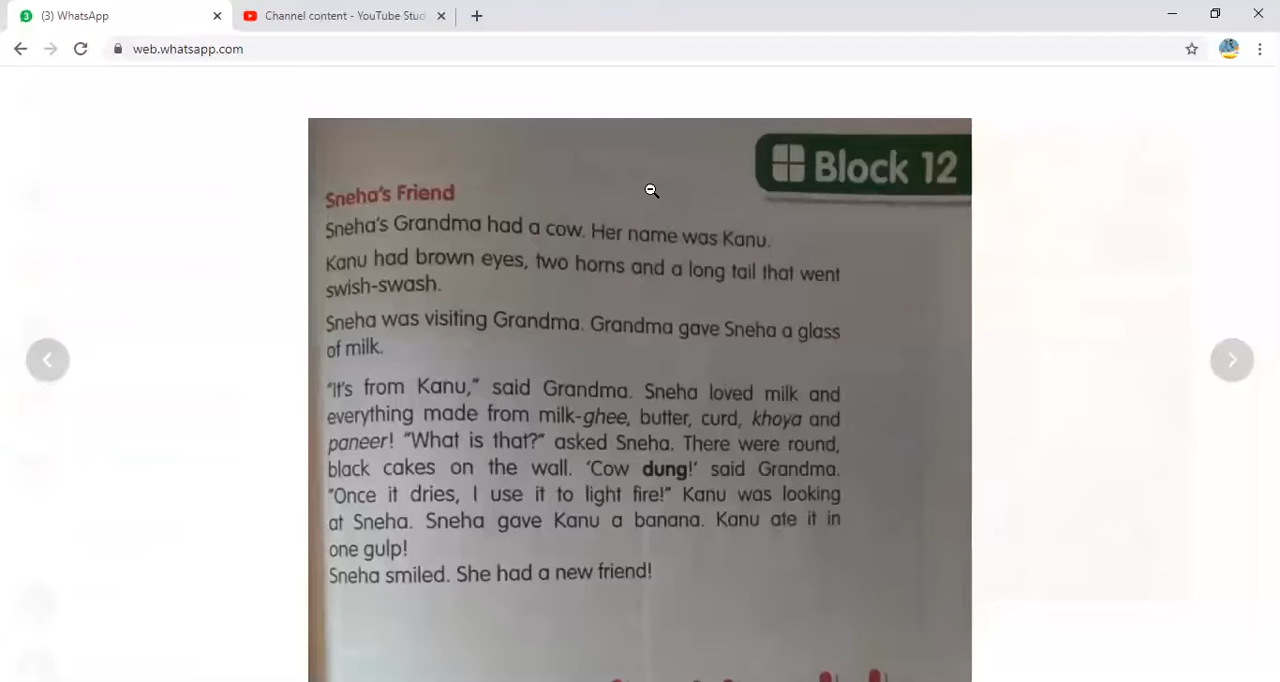 (3) WhatsApp
Channel content - YouTube Stud
web.whatsapp.com
Block 12
Sneha's Friend
Sneha's Grandma had a cow. Her name was Kanu.
Kanu had brown eyes, two horns and a long tail that went
swish-swash.
Sneha was visiting Grandma. Grandma gave Sneha a glass
of milk.
"It's from Kanu," said Grandma. Sneha loved milk and
everything made from milk-ghee, butter, curd, khoya and
paneer! "What is that?" asked Sneha. There were round,
black cakes on the wall. 'Cow dung!' said Grandma.
"Once it dries, I use it to light fire!" Kanu was looking
at Sneha. Sneha gave Kanu a banana. Kanu ate it in
one gulp!
Sneha smiled. She had a new friend!